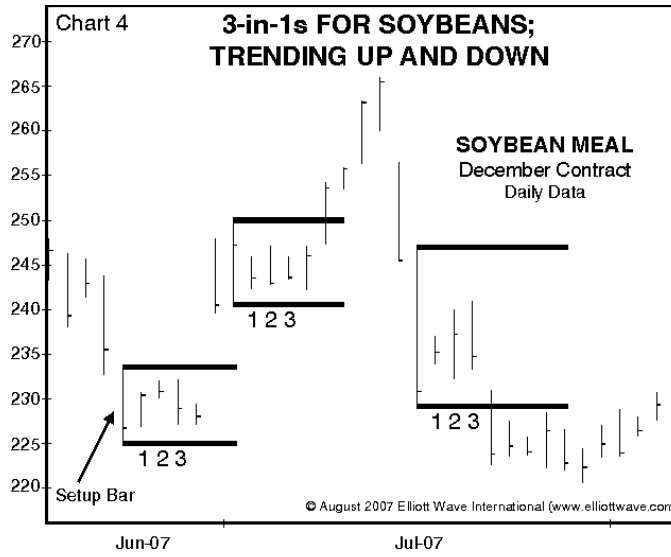 Chart 4
3-in-1s FOR SOYBEANS;
TRENDING UP AND DOWN
SOYBEAN MEAL
December Contract
Daily Data
270
265
260
255
250
245
240
235
230
225
220
1 2 3
1 2 3
1 2 3
Setup Bar
© August 2007 Elliott Wave International (www.elliottwave.com
Jun-07
Jul-07